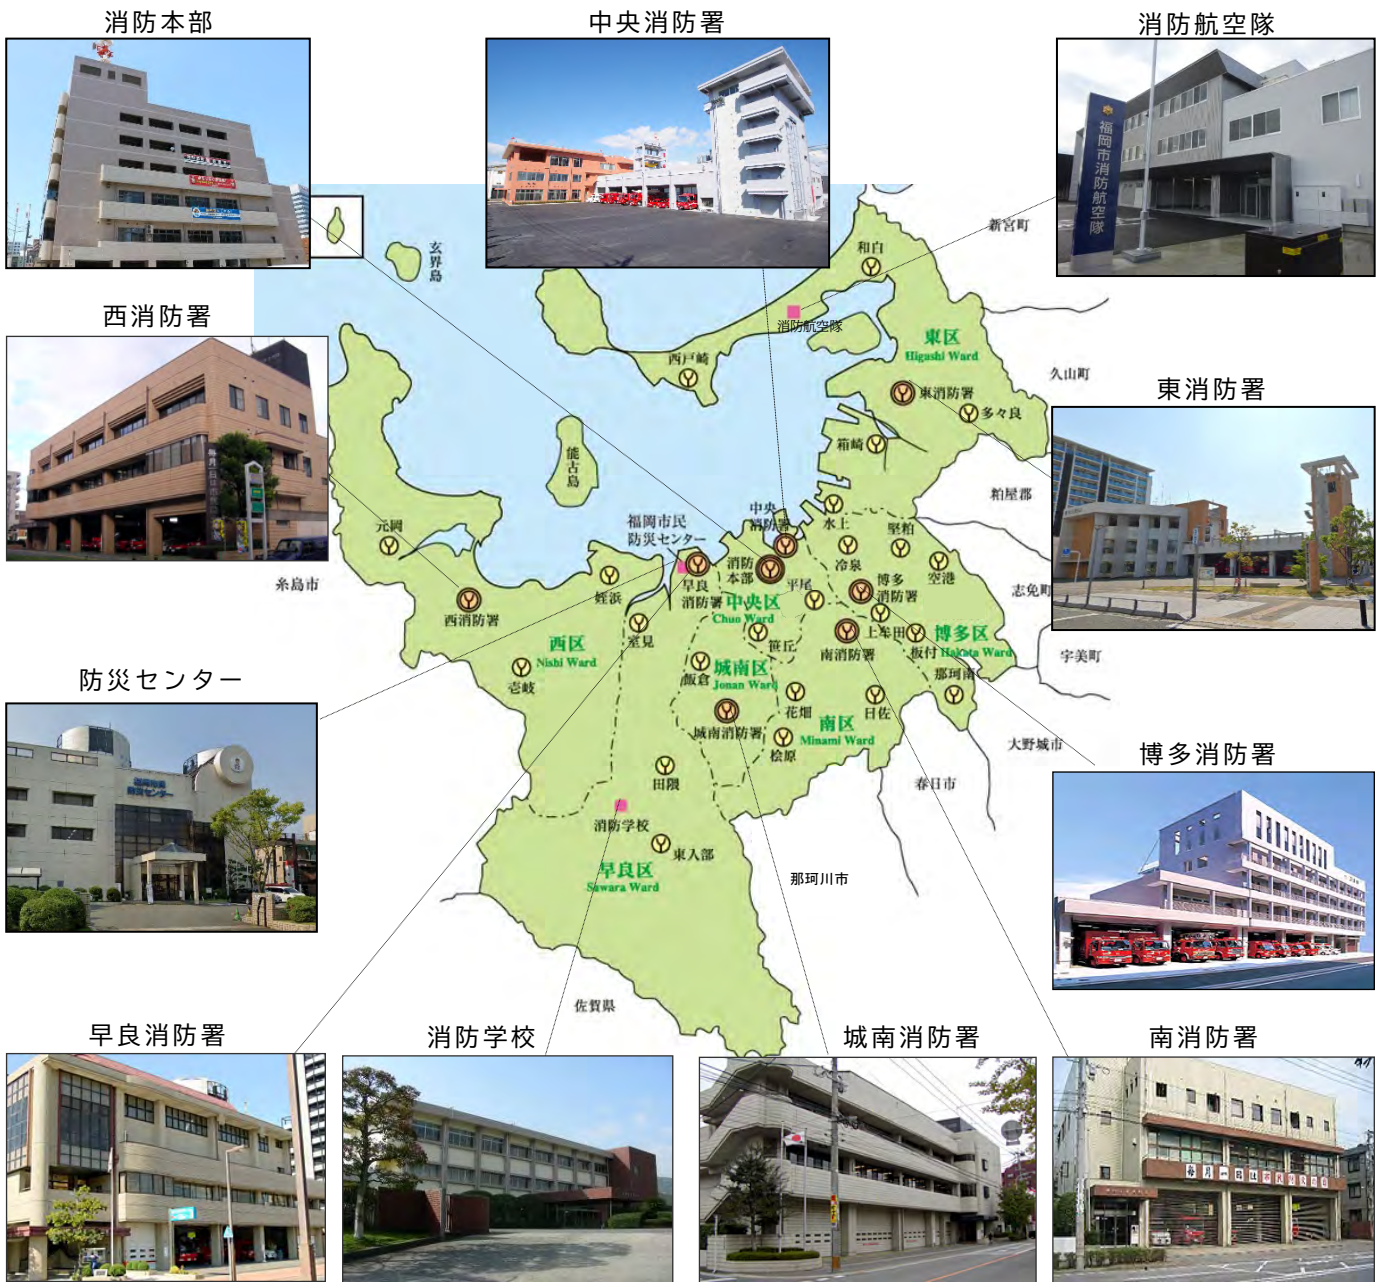 消防本部
中央消防署
消防航空隊
福岡市消防航空隊
玄界島
新宮町
和白
消防航空隊
西消防署
東区
Higashi Ward
西戸崎
久山町
東消防署
東消防署
多々良
箱崎
能古島
粕屋郡
元岡
福岡市民
防災センター
中央
消防署
水上
堅粕
冷泉
空港
糸島市
消防
本部
早良
消防署
平尾
博多
消防署
志免町
姪浜
西消防署
中央区
Chuo Ward
室見
笹丘
南消防署
上牟田
板付
博多区
Hakata Ward
宇美町
西区
Nishi Ward
壱岐
飯倉
城南区
Jonan Ward
那珂南
防災センター
福岡市民
防災センター
花畑
日佐
城南消防署
南区
Minami Ward
桧原
大野城市
春日市
博多消防署
田隈
消防学校
東入部
早良区
Sawara Ward
那珂川市
佐賀県
早良消防署
消防学校
城南消防署
南消防署